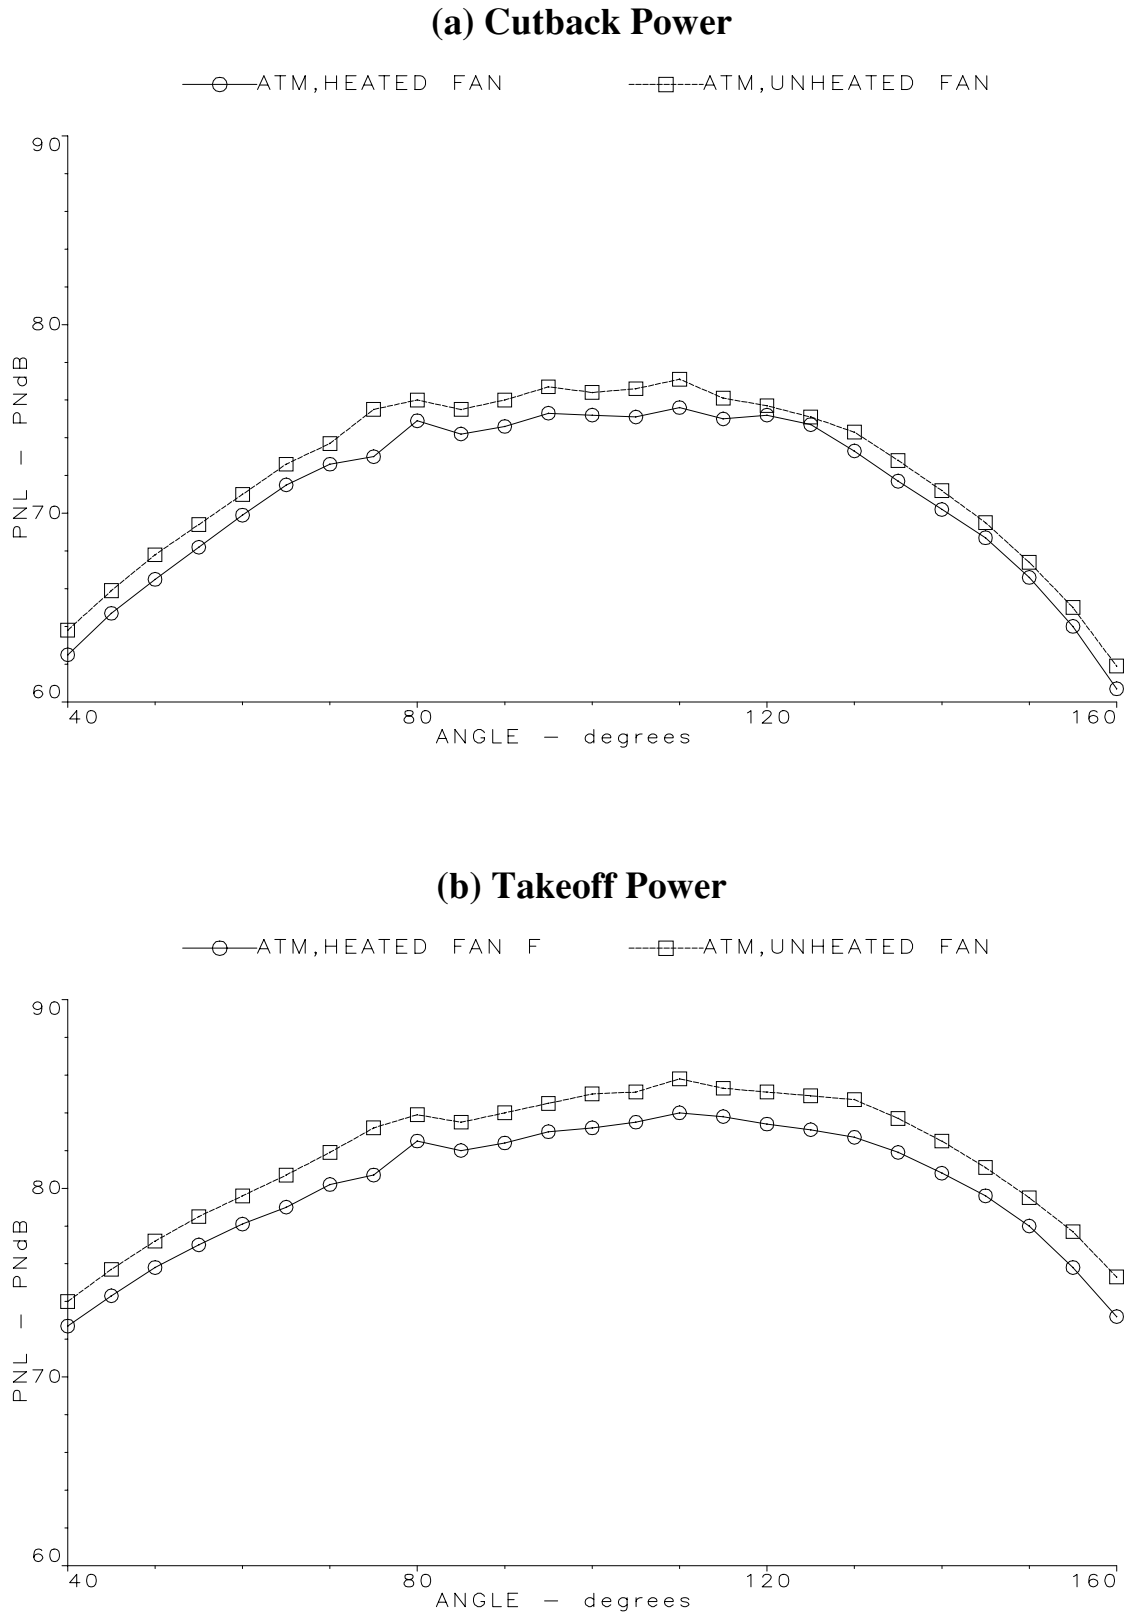 (a) Cutback Power
ATM,HEATED FAN ATM,UNHEATED FAN
90
80
70
60
PNL – PNdB
40 80 120 160
ANGLE – degrees
(b) Takeoff Power
ATM,HEATED FAN F ATM,UNHEATED FAN
90
80
70
60
PNL – PNdB
40 80 120 160
ANGLE – degrees